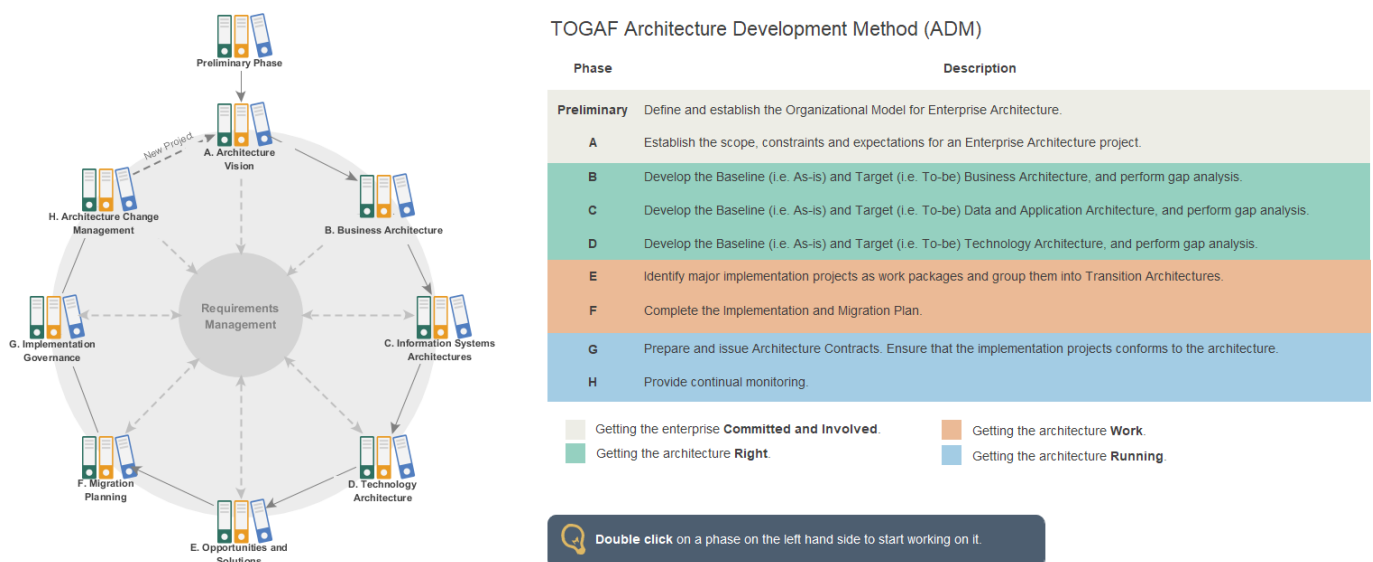 Preliminary Phase
New Project
A. Architecture
Vision
H. Architecture Change
Management
B. Business Architecture
Requirements
Management
G. Implementation
Governance
C. Information Systems
Architectures
F. Migration
Planning
D. Technology
Architecture
E. Opportunities and
Solutions
TOGAF Architecture Development Method (ADM)
Phase Description
Preliminary Define and establish the Organizational Model for Enterprise Architecture.
A Establish the scope, constraints and expectations for an Enterprise Architecture project.
B Develop the Baseline (i.e. As-is) and Target (i.e. To-be) Business Architecture, and perform gap analysis.
C Develop the Baseline (i.e. As-is) and Target (i.e. To-be) Data and Application Architecture, and perform gap analysis.
D Develop the Baseline (i.e. As-is) and Target (i.e. To-be) Technology Architecture, and perform gap analysis.
E Identify major implementation projects as work packages and group them into Transition Architectures.
F Complete the Implementation and Migration Plan.
G Prepare and issue Architecture Contracts. Ensure that the implementation projects conforms to the architecture.
H Provide continual monitoring.
Getting the enterprise Committed and Involved.
Getting the architecture Right.
Getting the architecture Work.
Getting the architecture Running.
Double click on a phase on the left hand side to start working on it.